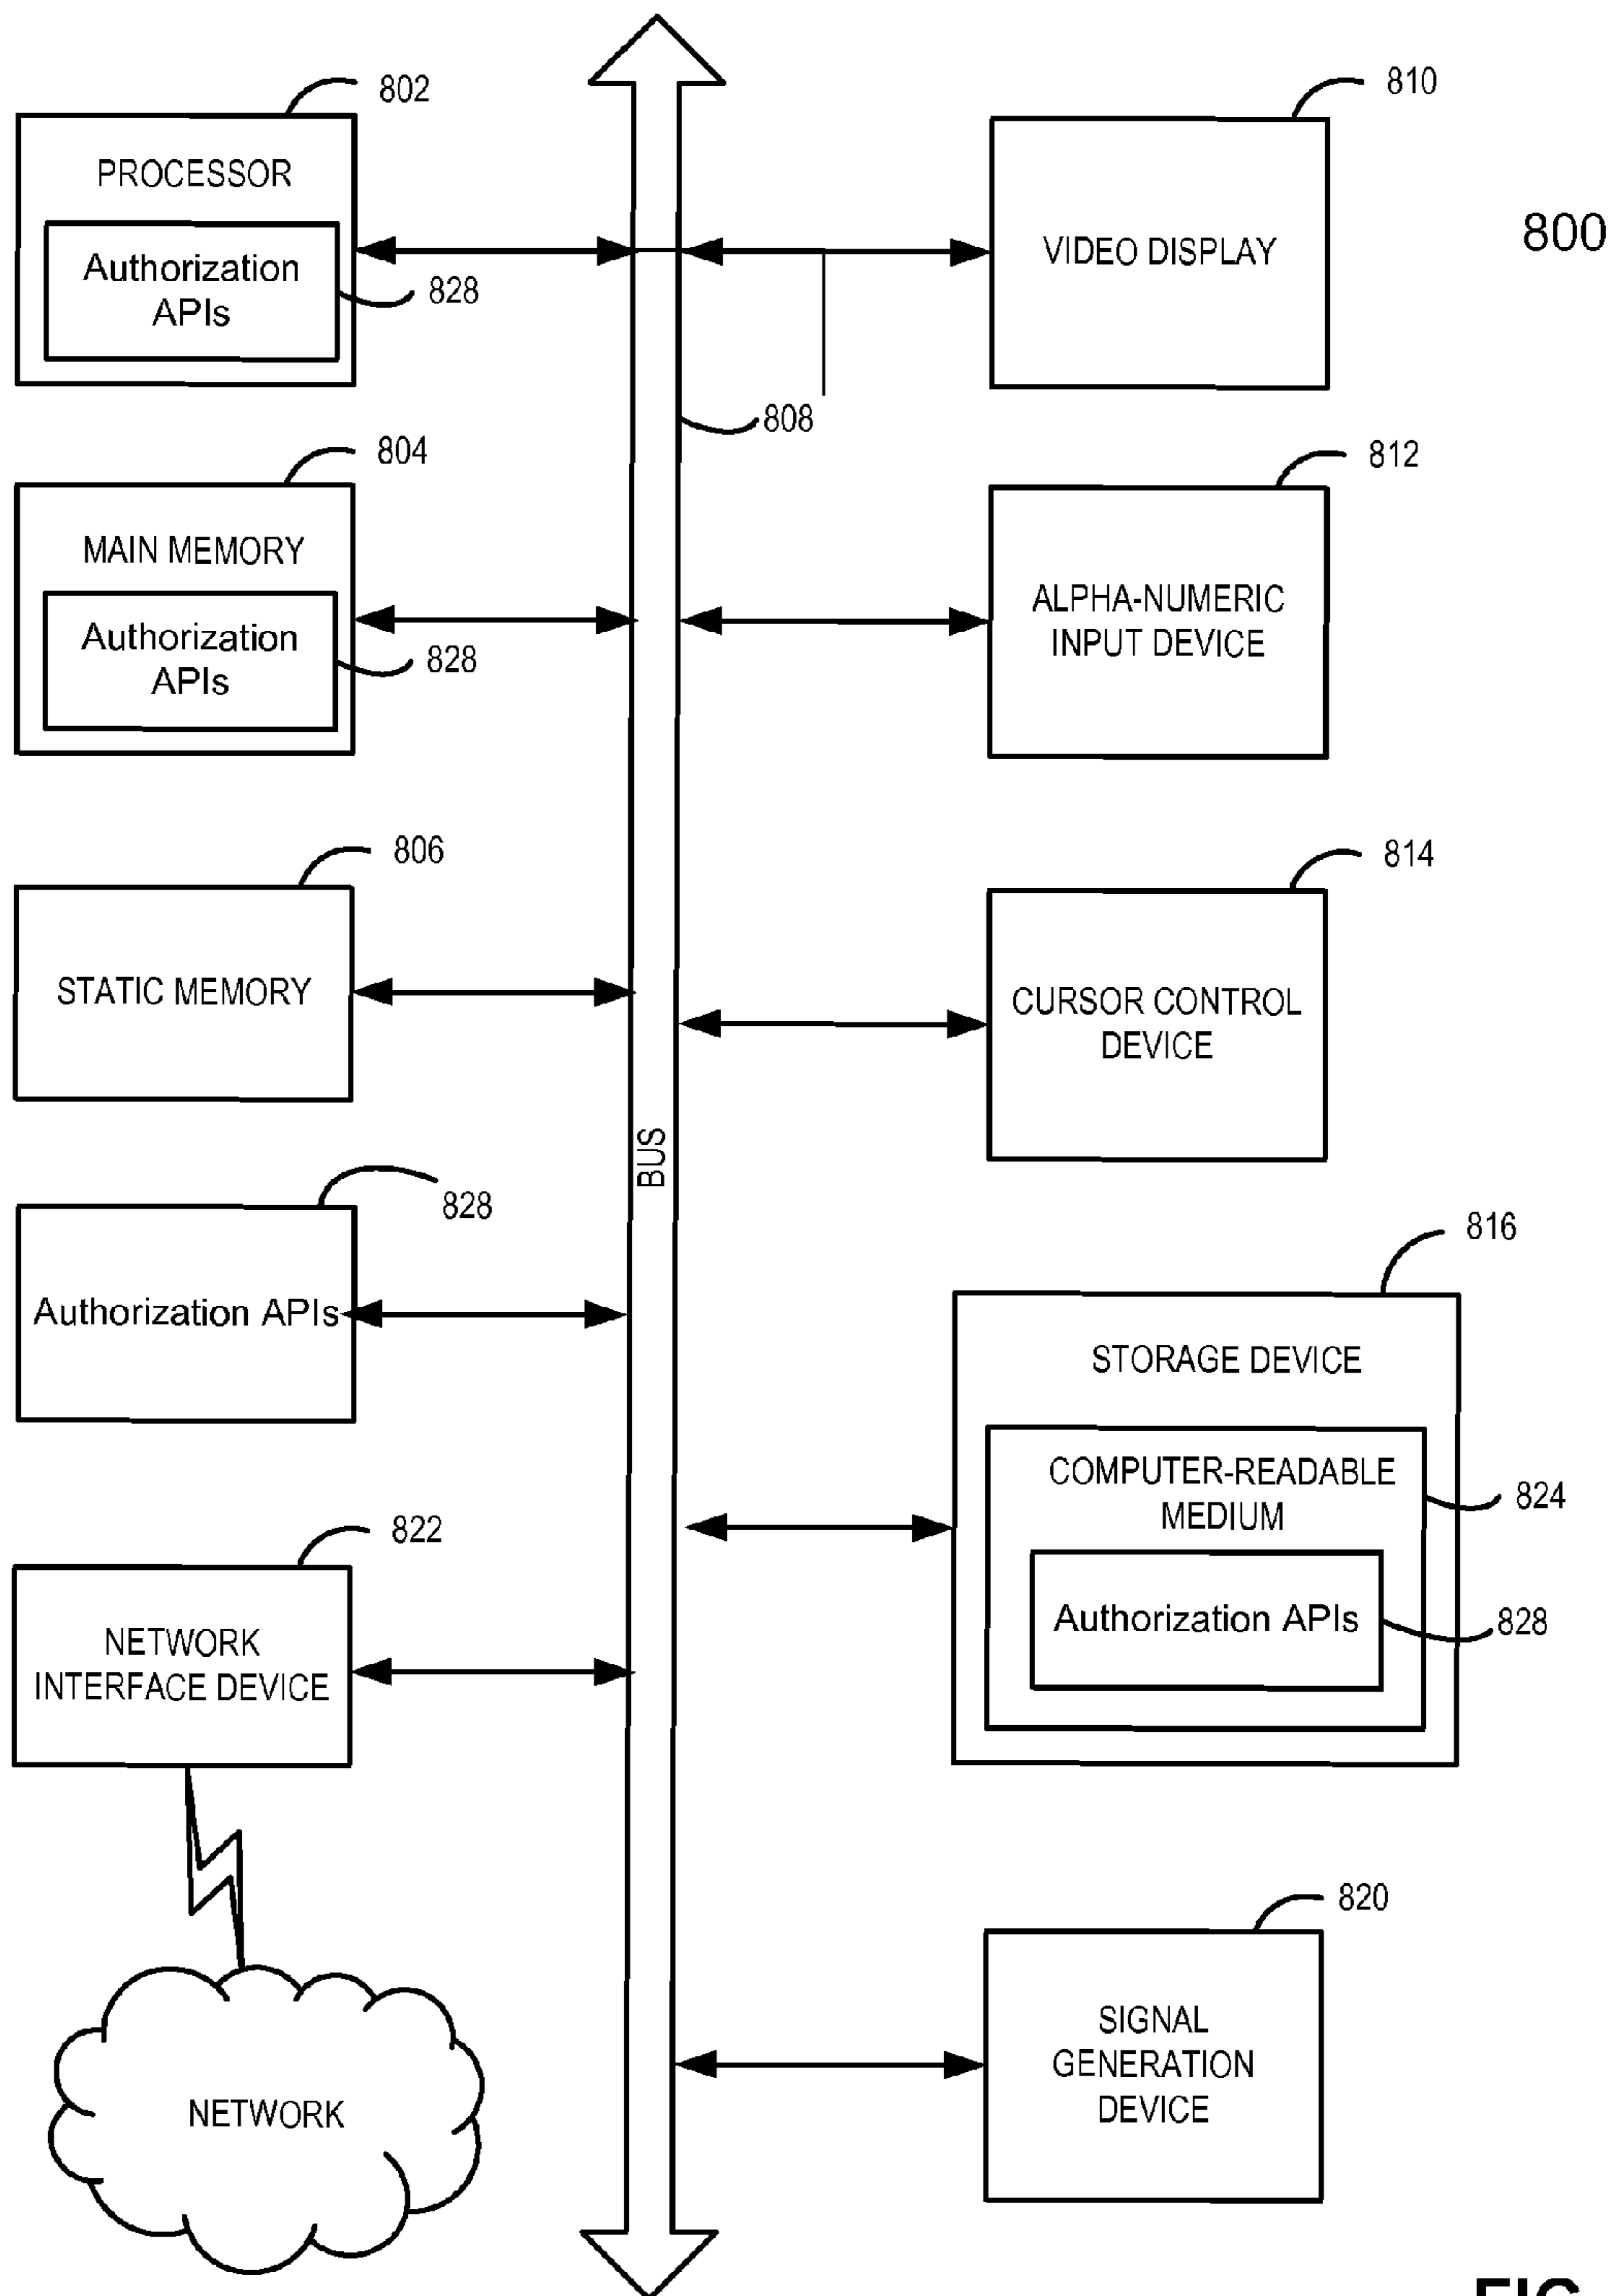 802
PROCESSOR
Authorization
APIs
828
810
VIDEO DISPLAY
800
808
804
MAIN MEMORY
Authorization
APIs
828
812
ALPHA-NUMERIC
INPUT DEVICE
806
STATIC MEMORY
814
CURSOR CONTROL
DEVICE
BUS
828
Authorization APIs
816
STORAGE DEVICE
COMPUTER-READABLE
MEDIUM
824
Authorization APIs
828
822
NETWORK
INTERFACE DEVICE
NETWORK
820
SIGNAL
GENERATION
DEVICE
FIG